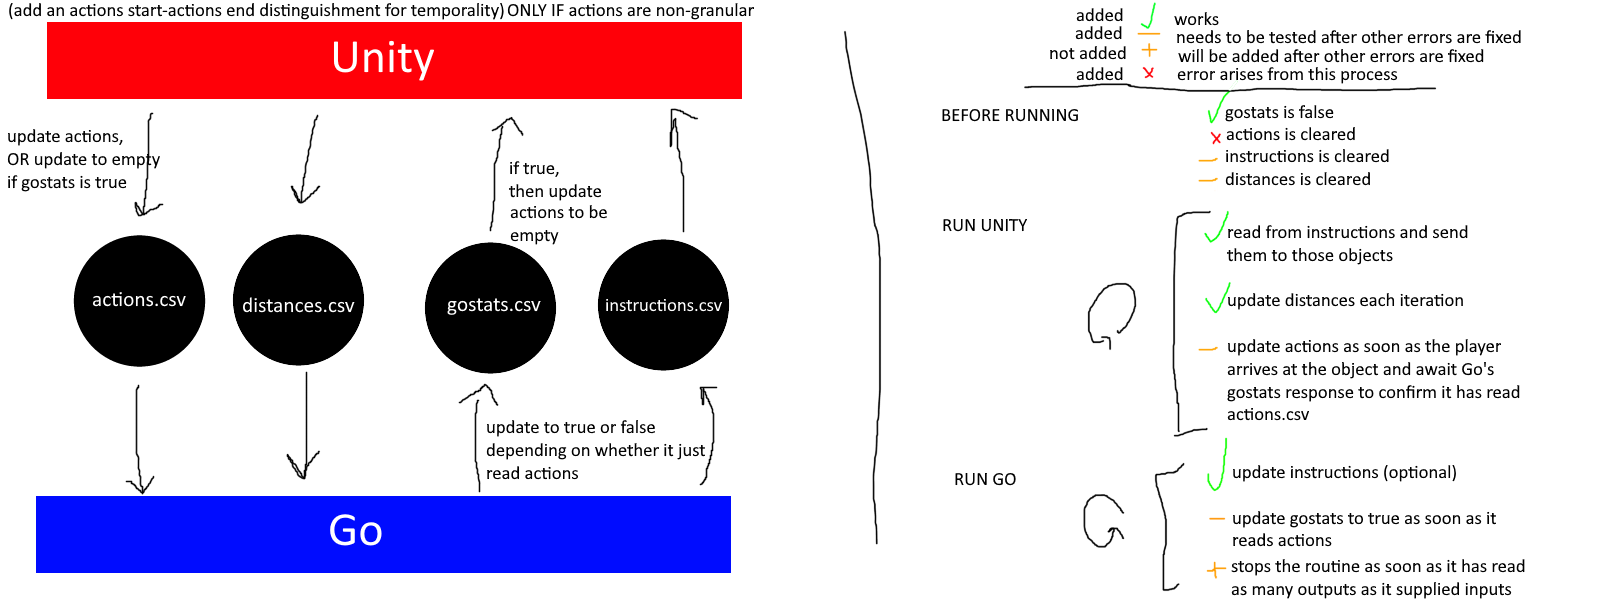 (add an actions start-actions end distinguishment for temporality) ONLY IF actions are non-granular
Unity
update actions,
OR update to empty
if gostats is true
if true,
then update
actions to be
empty
actions.csv
distances.csv
gostats.csv
instructions.csv
update to true or false
depending on whether it just
read actions
Go
added ✓ works
added — needs to be tested after other errors are fixed
not added + will be added after other errors are fixed
added x error arises from this process
BEFORE RUNNING
✓ gostats is false
x actions is cleared
— instructions is cleared
— distances is cleared
RUN UNITY
✓ read from instructions and send
them to those objects
✓ update distances each iteration
— update actions as soon as the player
arrives at the object and await Go's
gostats response to confirm it has read
actions.csv
RUN GO
✓ update instructions (optional)
— update gostats to true as soon as it
reads actions
+ stops the routine as soon as it has read
as many outputs as it supplied inputs